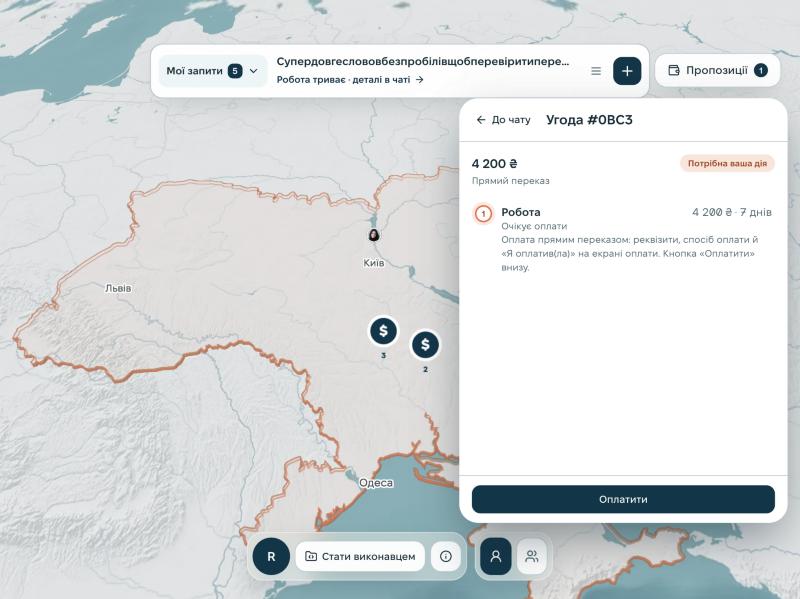 Мої запити 5
Супердовгесловобезпробілівщобперевіритипере...
Робота триває · деталі в чаті →
Пропозиції 1
← До чату
Угода #0BC3
4 200 ₴
Потрібна ваша дія
Прямий переказ
1 Робота
4 200 ₴ · 7 днів
Очікує оплати
Оплата прямим переказом: реквізити, спосіб оплати й
«Я оплатив(ла)» на екрані оплати. Кнопка «Оплатити»
внизу.
Оплатити
Київ
Львів
$ $
3
2
Одеса
R
Стати виконавцем